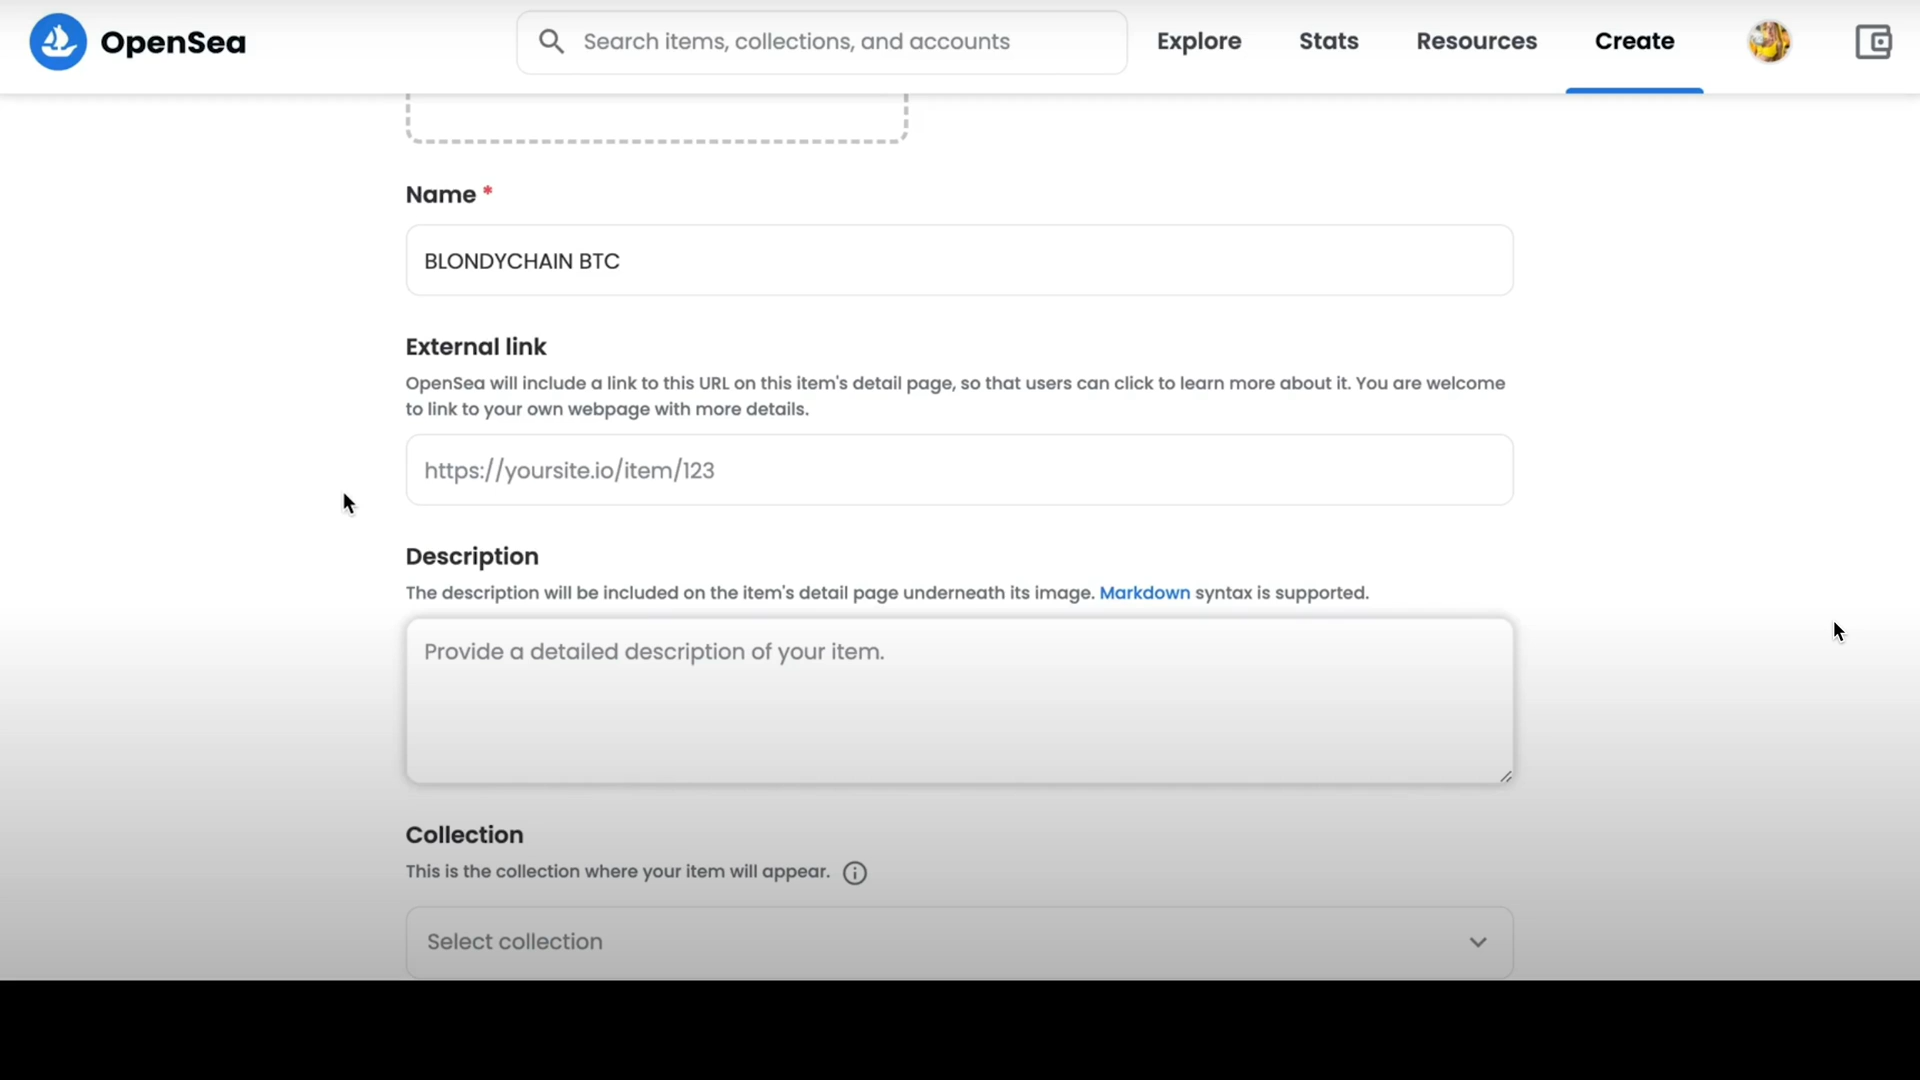 OpenSea
Search items, collections, and accounts
Explore
Stats
Resources
Create
Name *
BLONDYCHAIN BTC
External link
OpenSea will include a link to this URL on this item's detail page, so that users can click to learn more about it. You are welcome
to link to your own webpage with more details.
https://yoursite.io/item/123
Description
The description will be included on the item's detail page underneath its image. Markdown syntax is supported.
Provide a detailed description of your item.
Collection
This is the collection where your item will appear.
Select collection